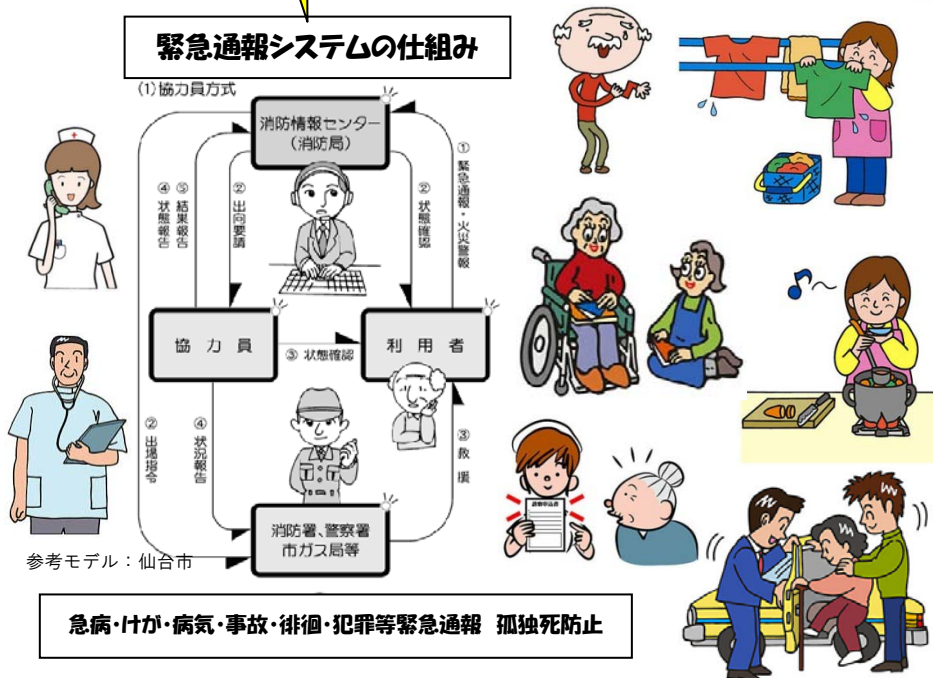 緊急通報システムの仕組み
(1)協力員方式
消防情報センター
(消防局)
① 緊急通報・火災警報
② 状態確認
② 出向要請
⑤ 結果報告
④ 状態報告
協力員
③ 状態確認
利用者
② 出場指令
④ 状況報告
③ 救援
消防署、警察署
市ガス局等
参考モデル：仙台市
急病・けが・病気・事故・徘徊・犯罪等緊急通報 孤独死防止